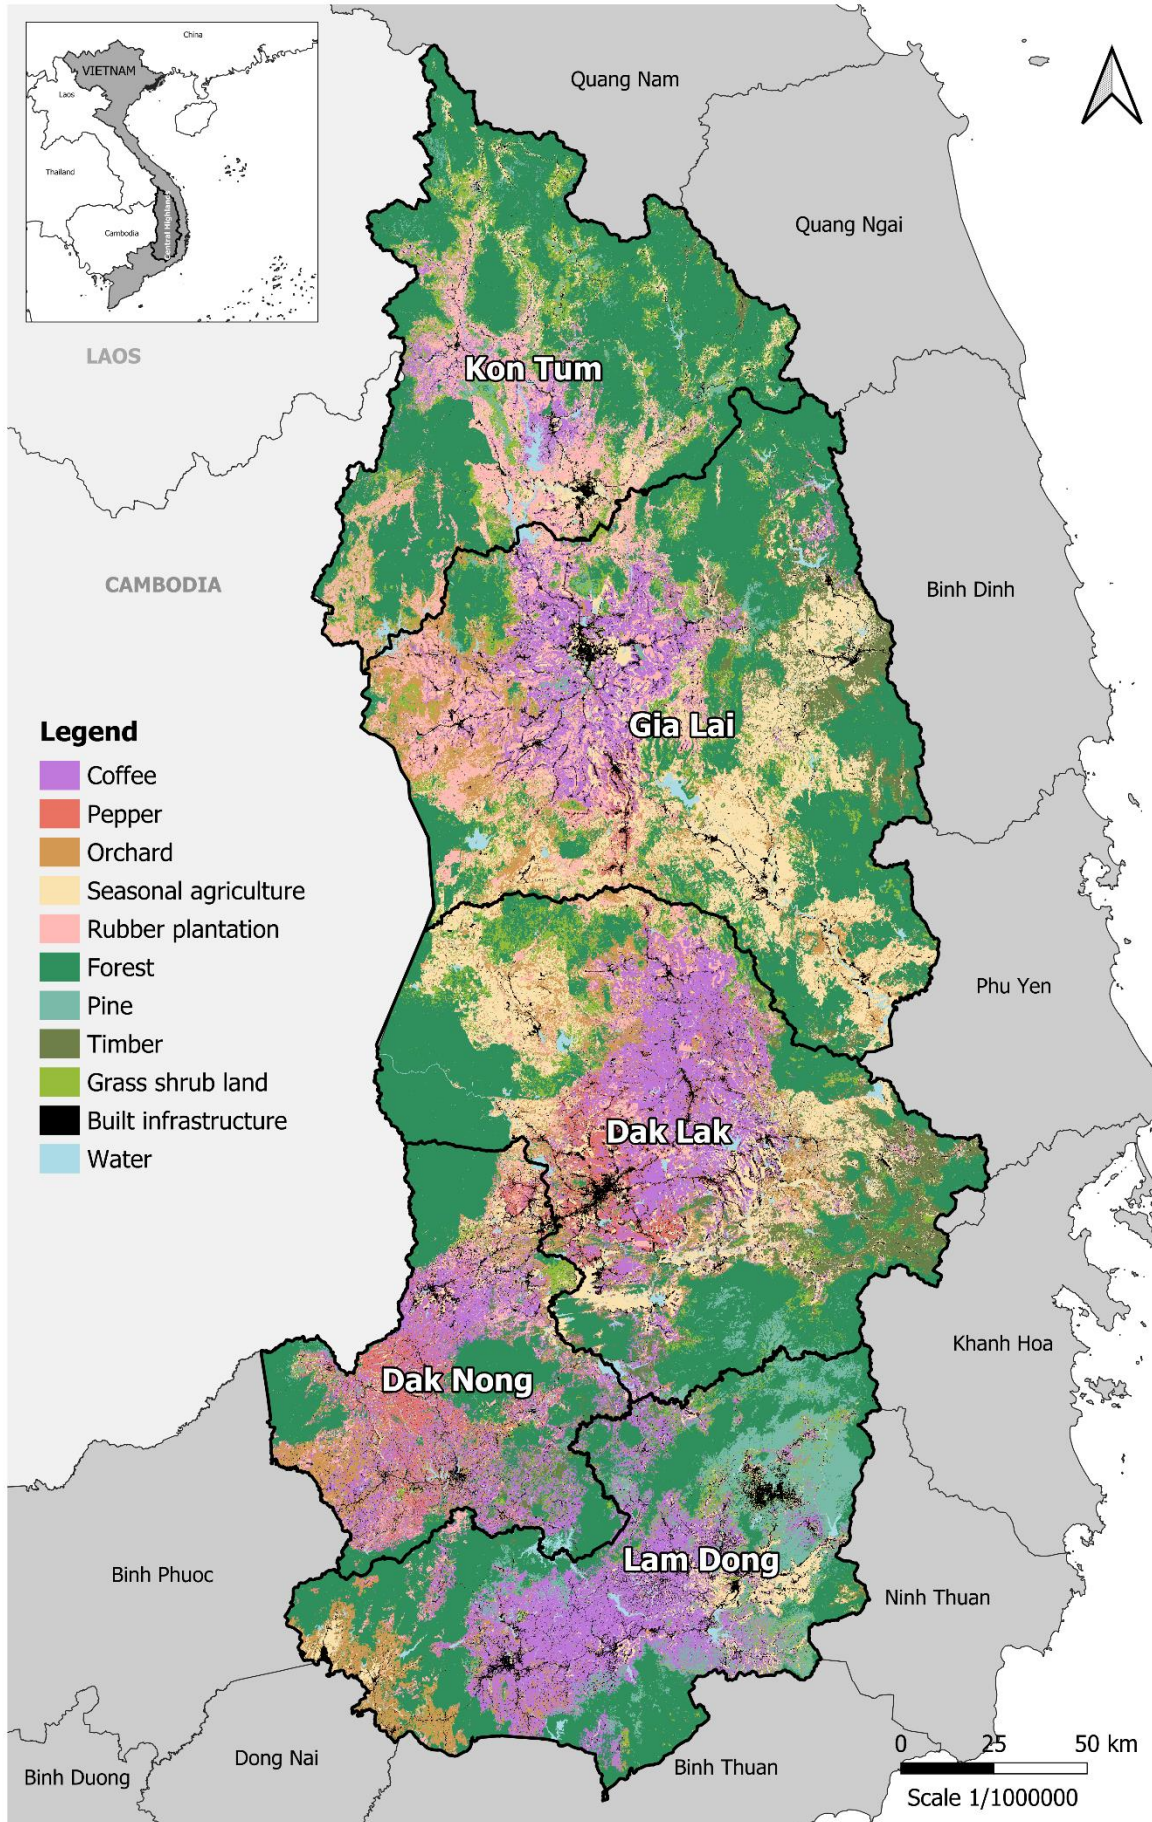 China
VIETNAM
Laos
Thailand
Cambodia
Central Highlands
Quang Nam
Quang Ngai
LAOS
Kon Tum
CAMBODIA
Binh Dinh
Gia Lai
Legend
Coffee
Pepper
Orchard
Seasonal agriculture
Rubber plantation
Forest
Pine
Timber
Grass shrub land
Built infrastructure
Water
Phu Yen
Dak Lak
Khanh Hoa
Dak Nong
Lam Dong
Binh Phuoc
Ninh Thuan
Dong Nai
Binh Duong
Binh Thuan
0 25 50 km
Scale 1/1000000